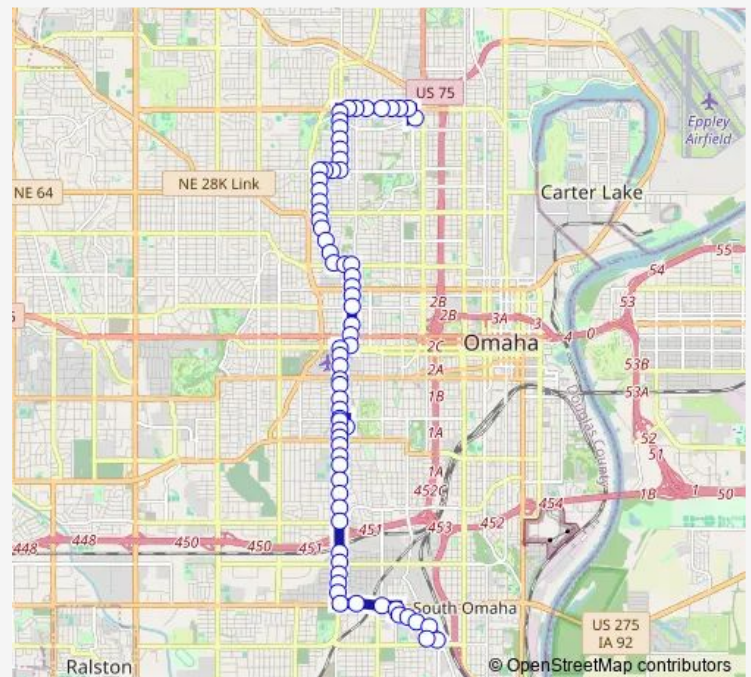 US 75
Eppley
Airfield
NE 64
NE 28K Link
Carter Lake
55
54
2B
2B
3A
3
53
4
0
Omaha
2C
53B
2A
53A
1B
Douglas County
1A
52
51
1A
452C
454
1B
1
50
448
448
450
450
451
451
453
452
South Omaha
US 275
IA 92
Ralston
© OpenStreetMap contributors